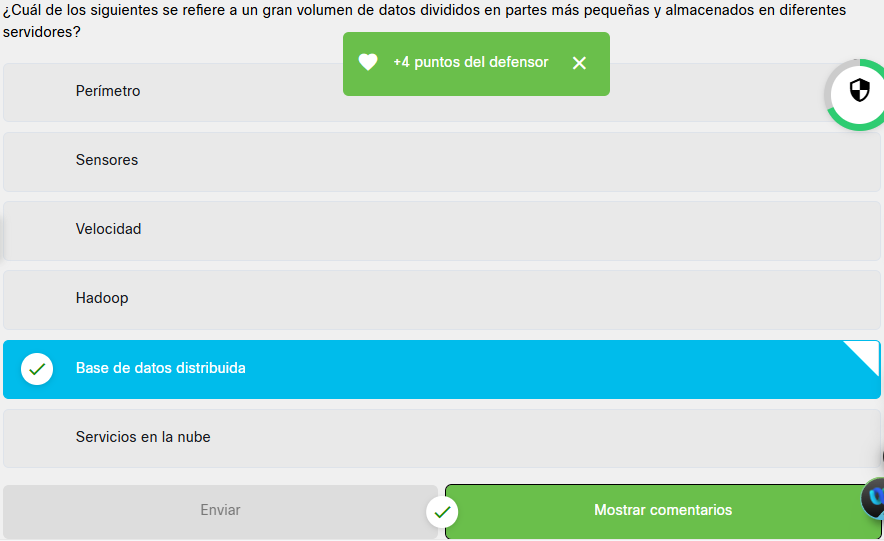 ¿Cuál de los siguientes se refiere a un gran volumen de datos divididos en partes más pequeñas y almacenados en diferentes
servidores?
+4 puntos del defensor
Perímetro
Sensores
Velocidad
Hadoop
Base de datos distribuida
Servicios en la nube
Enviar
Mostrar comentarios